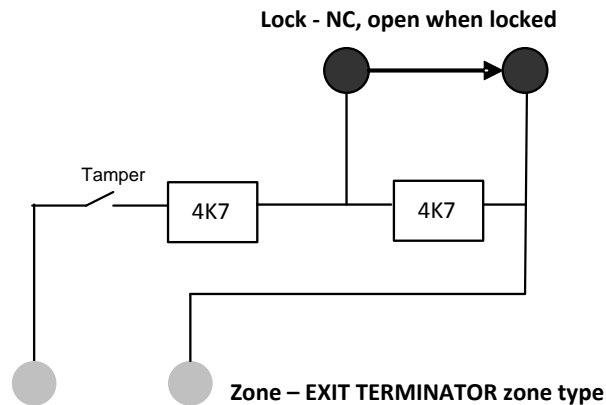 Lock - NC, open when locked
Tamper
4K7
4K7
Zone – EXIT TERMINATOR zone type